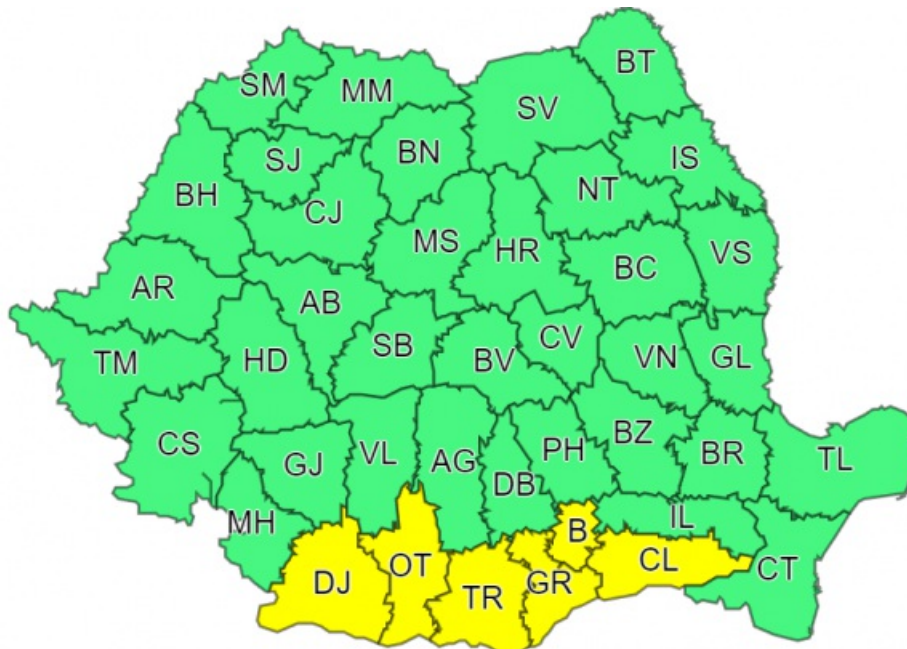 BT
SM
MM
SV
SJ
BN
IS
BH
CJ
NT
MS
HR
VS
BC
AR
AB
TM
HD
SB
BV
CV
VN
GL
CS
GJ
VL
AG
DB
PH
BZ
BR
TL
MH
IL
B
DJ
OT
TR
GR
CL
CT